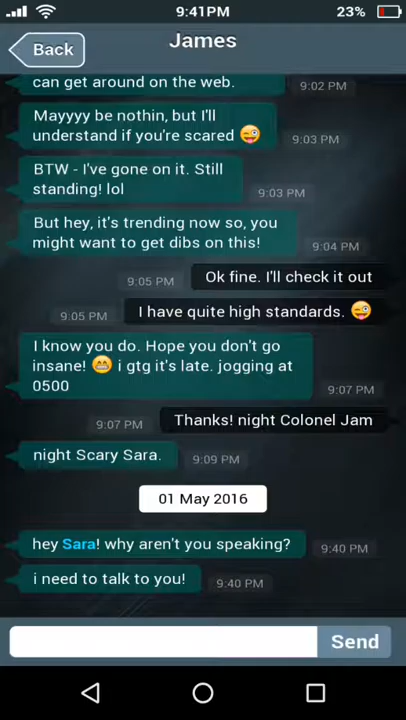 9:41PM
23%
Back
James
can get around on the web.
9:02 PM
Mayyyy be nothin, but I'll
understand if you're scared 😜
9:03 PM
BTW - I've gone on it. Still
standing! lol
9:03 PM
But hey, it's trending now so, you
might want to get dibs on this!
9:04 PM
9:05 PM
Ok fine. I'll check it out
9:05 PM
I have quite high standards. 😜
I know you do. Hope you don't go
insane! 😁 i gtg it's late. jogging at
0500
9:07 PM
9:07 PM
Thanks! night Colonel Jam
night Scary Sara.
9:09 PM
01 May 2016
hey Sara! why aren't you speaking?
9:40 PM
i need to talk to you!
9:40 PM
Send